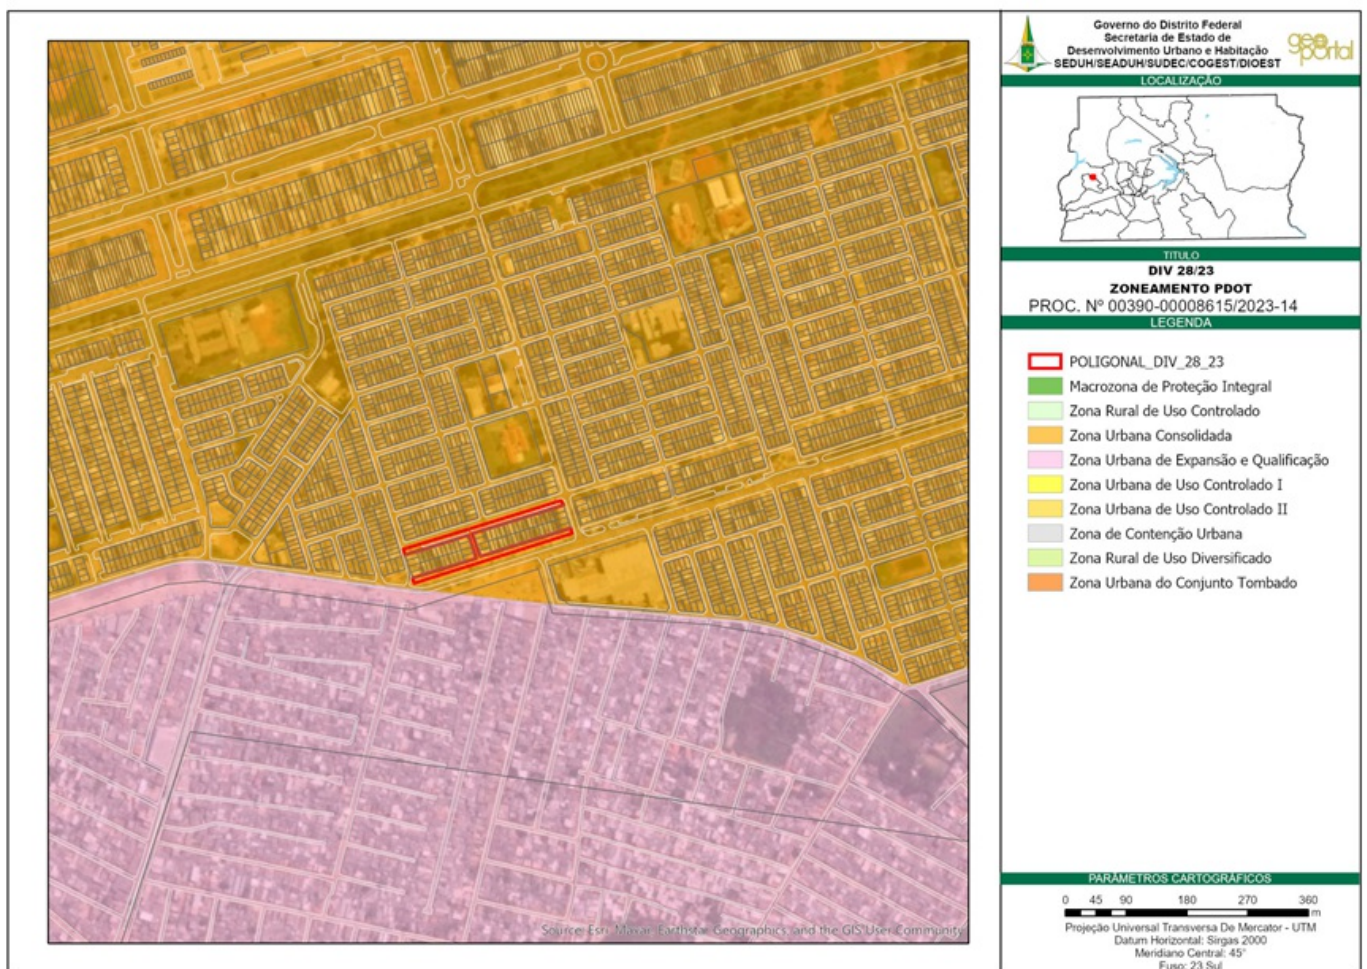 Governo do Distrito Federal
Secretaria de Estado de
Desenvolvimento Urbano e Habitação
SEDUH/SEADUH/SUDEC/COGEST/DIOEST
geo
portal
LOCALIZAÇÃO
TITULO
DIV 28/23
ZONEAMENTO PDOT
PROC. Nº 00390-00008615/2023-14
LEGENDA
POLIGONAL_DIV_28_23
Macrozona de Proteção Integral
Zona Rural de Uso Controlado
Zona Urbana Consolidada
Zona Urbana de Expansão e Qualificação
Zona Urbana de Uso Controlado I
Zona Urbana de Uso Controlado II
Zona de Contenção Urbana
Zona Rural de Uso Diversificado
Zona Urbana do Conjunto Tombado
PARÂMETROS CARTOGRÁFICOS
0 45 90 180 270 360
m
Projeção Universal Transversa De Mercator - UTM
Datum Horizontal: Sirgas 2000
Meridiano Central: 45°
Fuso: 23 Sul
Source: Esri, Maxar, Earthstar Geographics, and the GIS User Community